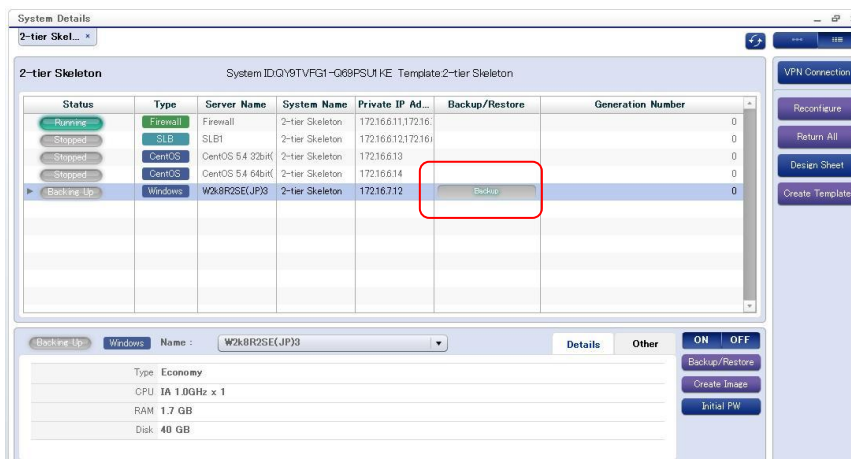 System Details
2-tier Skel... ×
2-tier Skeleton System ID:QY9TVFG1-Q69PSU1KE Template:2-tier Skeleton
Status Type Server Name System Name Private IP Ad... Backup/Restore Generation Number
Running Firewall Firewall 2-tier Skeleton 172.16.6.11,172.16. 0
Stopped SLB SLB1 2-tier Skeleton 172.16.6.12,172.16.( 0
Stopped CentOS CentOS 5.4 32bit( 2-tier Skeleton 172.16.6.13 0
Stopped CentOS CentOS 5.4 64bit( 2-tier Skeleton 172.16.6.14 0
Backing Up Windows W2k8R2SE(JP)3 2-tier Skeleton 172.16.7.12 Backup 0
VPN Connection
Reconfigure
Return All
Design Sheet
Create Template
Backing Up Windows Name : W2k8R2SE(JP)3 Details Other ON OFF
Type Economy
CPU IA 1.0GHz x 1
RAM 1.7 GB
Disk 40 GB
Backup/Restore
Create Image
Initial PW